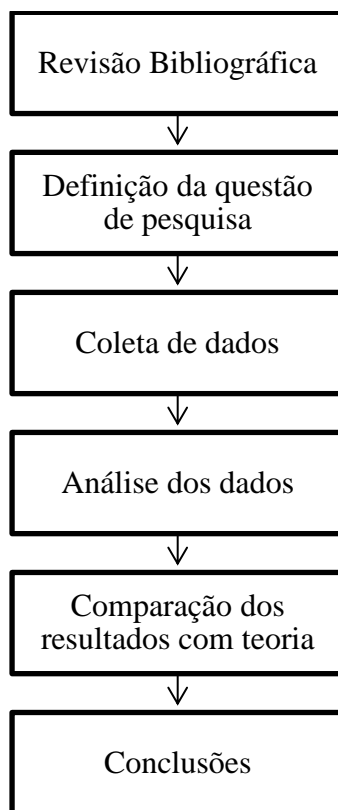 Revisão Bibliográfica
Definição da questão
de pesquisa
Coleta de dados
Análise dos dados
Comparação dos
resultados com teoria
Conclusões